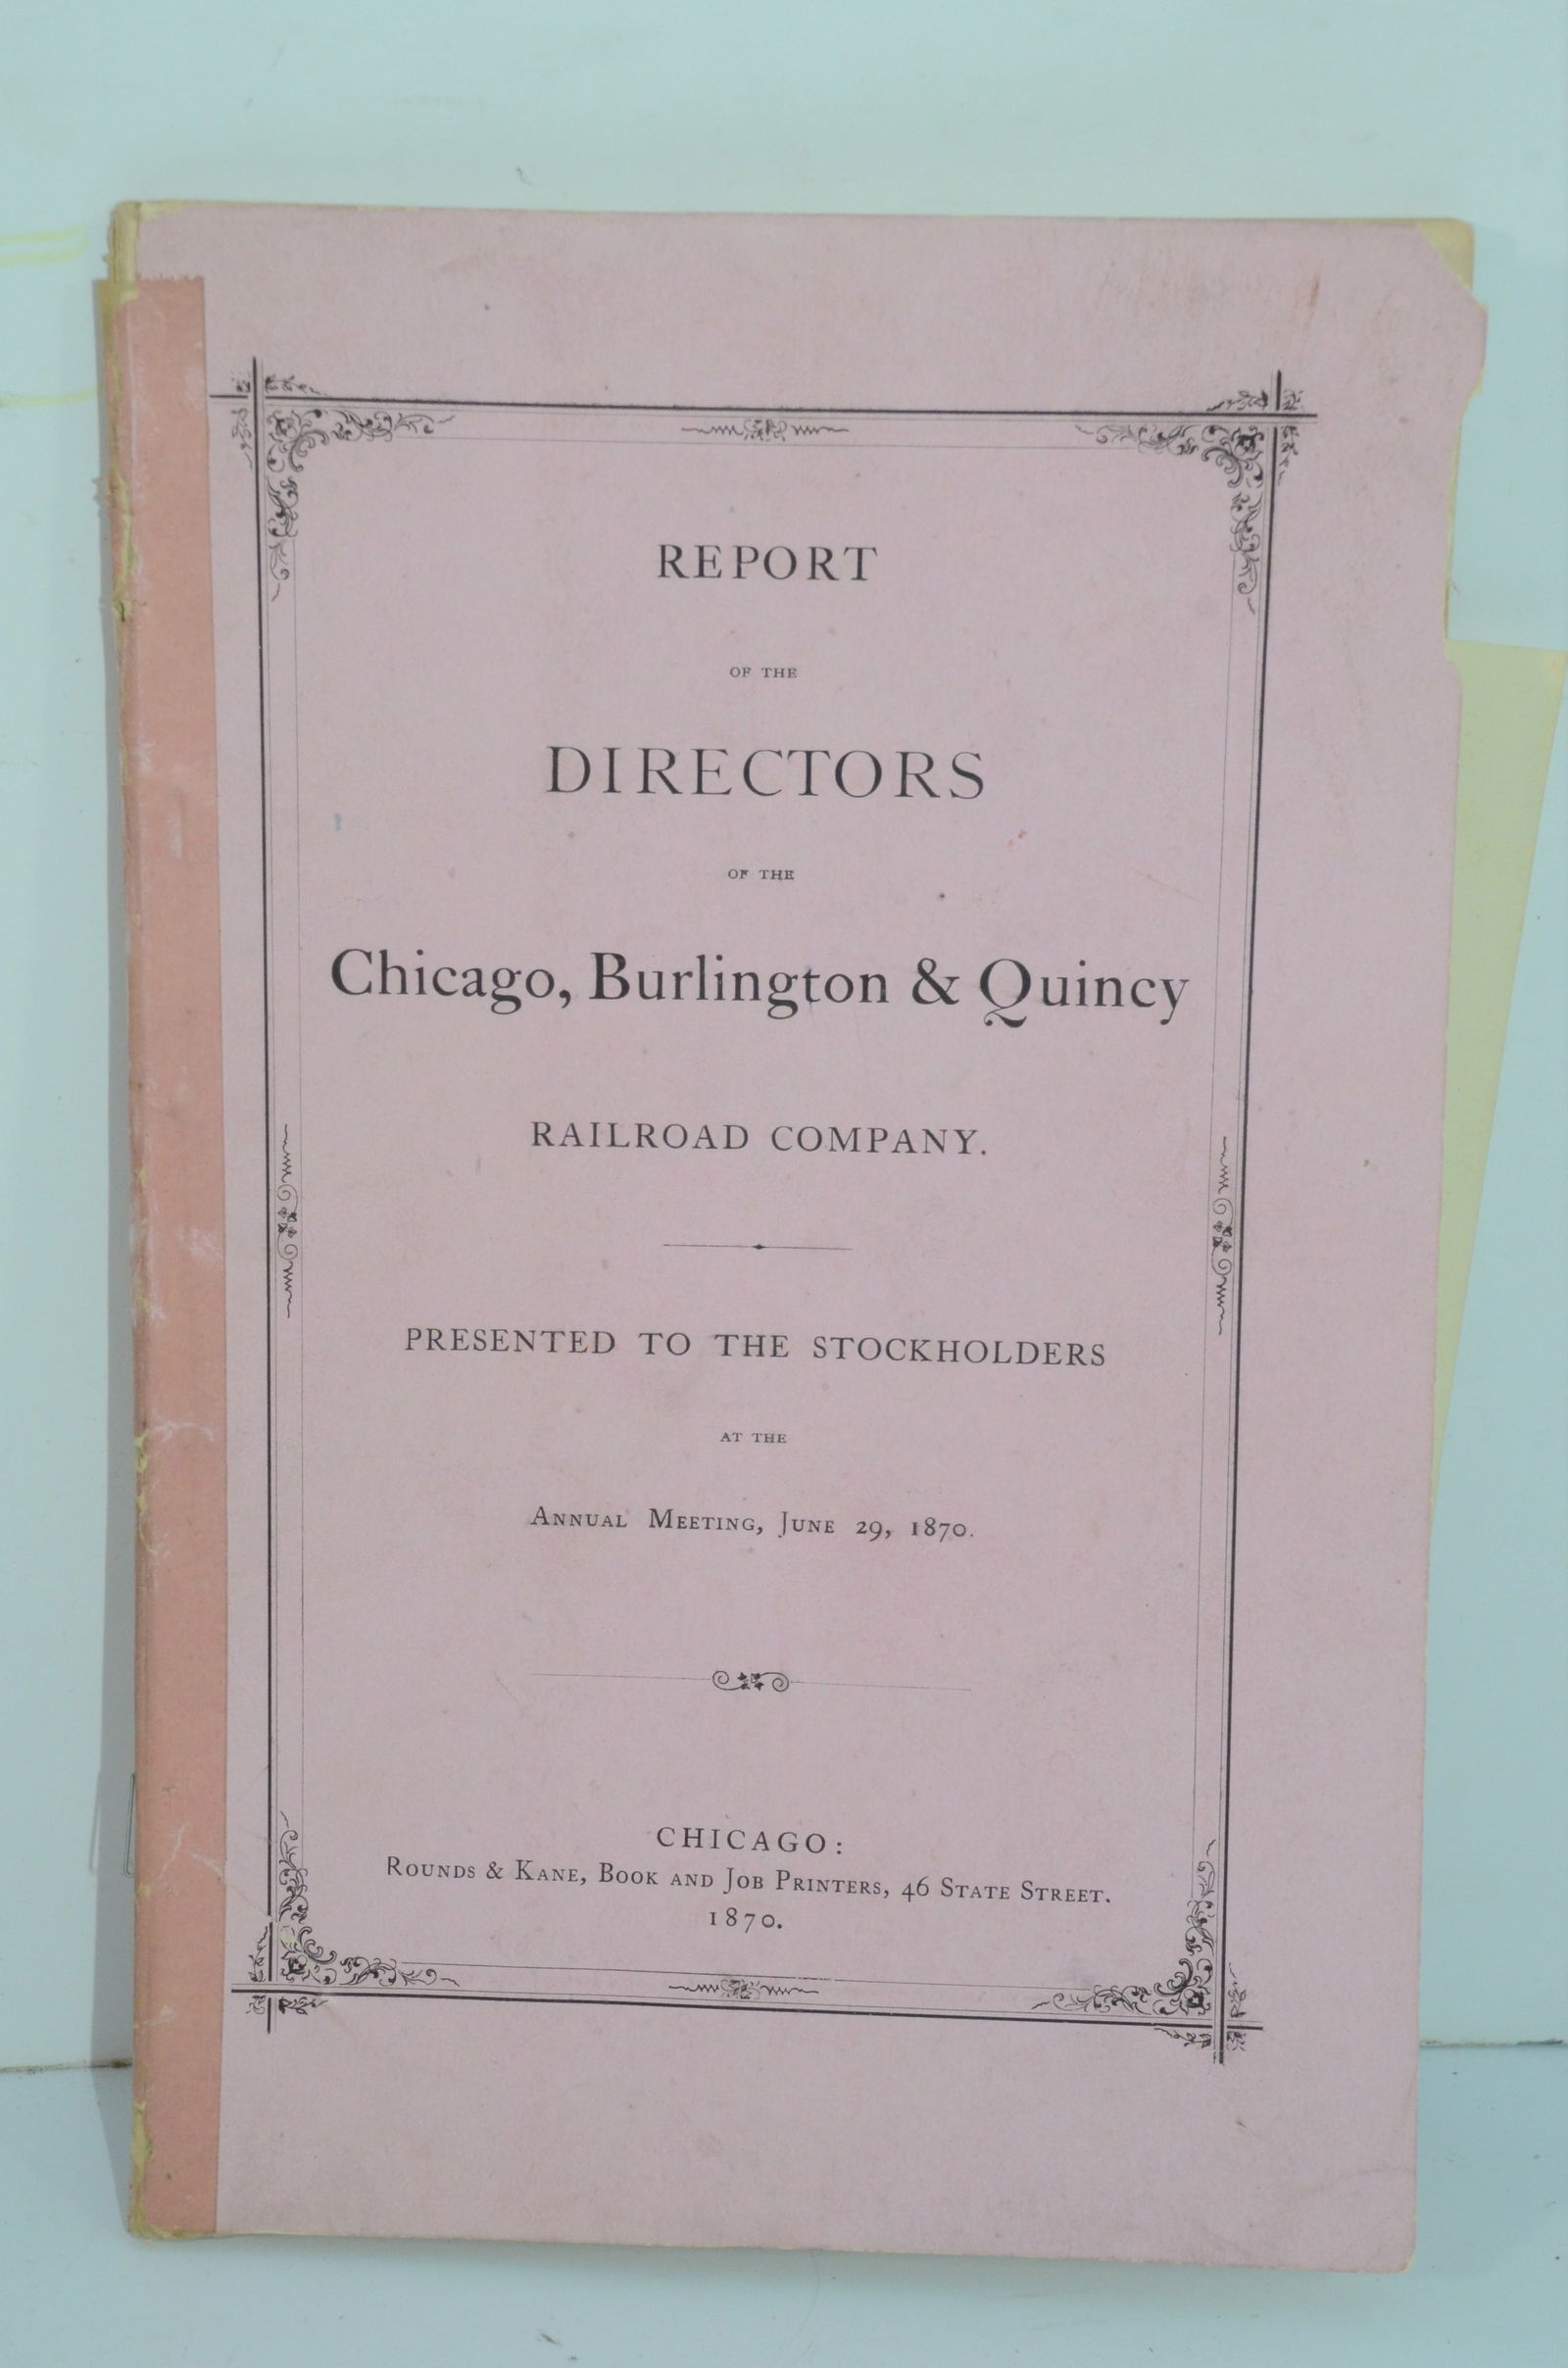 REPORT
OF THE
DIRECTORS
OF THE
Chicago, Burlington & Quincy
RAILROAD COMPANY.
PRESENTED TO THE STOCKHOLDERS
AT THE
ANNUAL MEETING, JUNE 29, 1870.
CHICAGO:
ROUNDS & KANE, BOOK AND JOB PRINTERS, 46 STATE STREET.
1870.